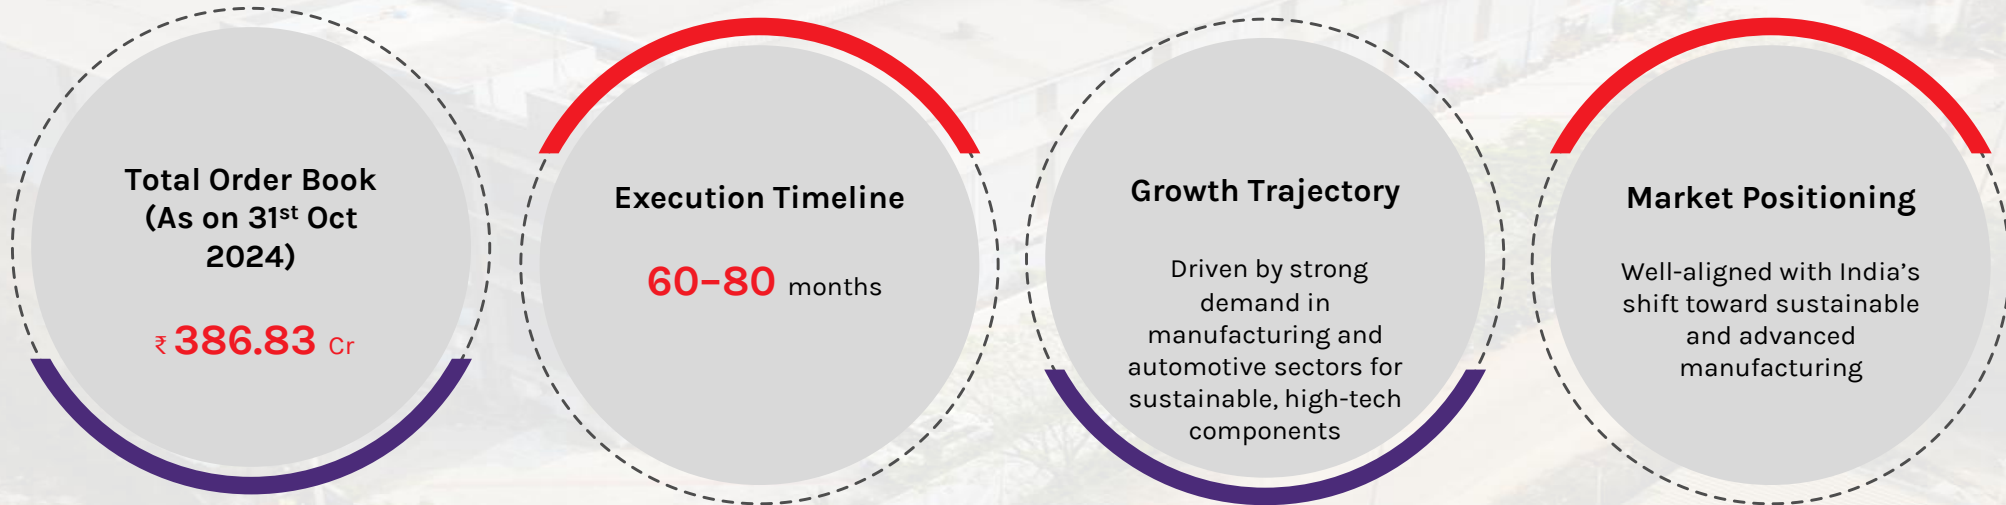 Total Order Book
(As on 31st Oct
2024)
₹ 386.83 Cr
Execution Timeline
60–80 months
Growth Trajectory
Driven by strong
demand in
manufacturing and
automotive sectors for
sustainable, high-tech
components
Market Positioning
Well-aligned with India’s
shift toward sustainable
and advanced
manufacturing